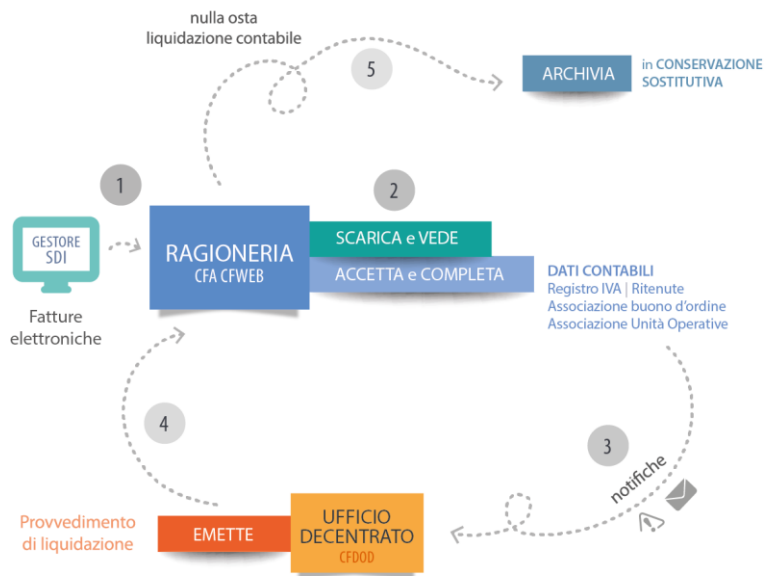 nulla osta
liquidazione contabile
5
ARCHIVIA
in CONSERVAZIONE
SOSTITUTIVA
1
2
GESTORE
SDI
Fatture
elettroniche
RAGIONERIA
CFA CFWEB
SCARICA e VEDE
ACCETTA e COMPLETA
DATI CONTABILI
Registro IVA | Ritenute
Associazione buono d'ordine
Associazione Unità Operative
3
notifiche
4
Provvedimento
di liquidazione
EMETTE
UFFICIO
DECENTRATO
CFDOD